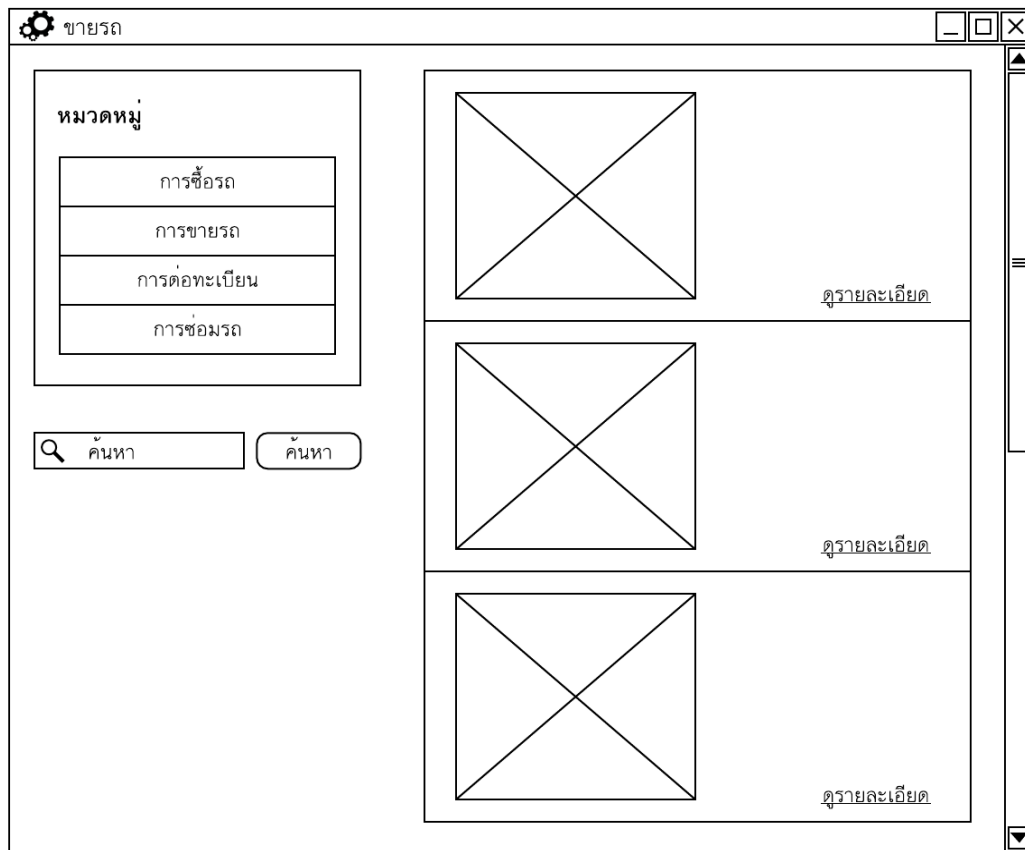 ขายรถ
หมวดหมู่
การซื้อรถ
การขายรถ
การต่อทะเบียน
การซ่อมรถ
ค้นหา
ค้นหา
ดูรายละเอียด
ดูรายละเอียด
ดูรายละเอียด